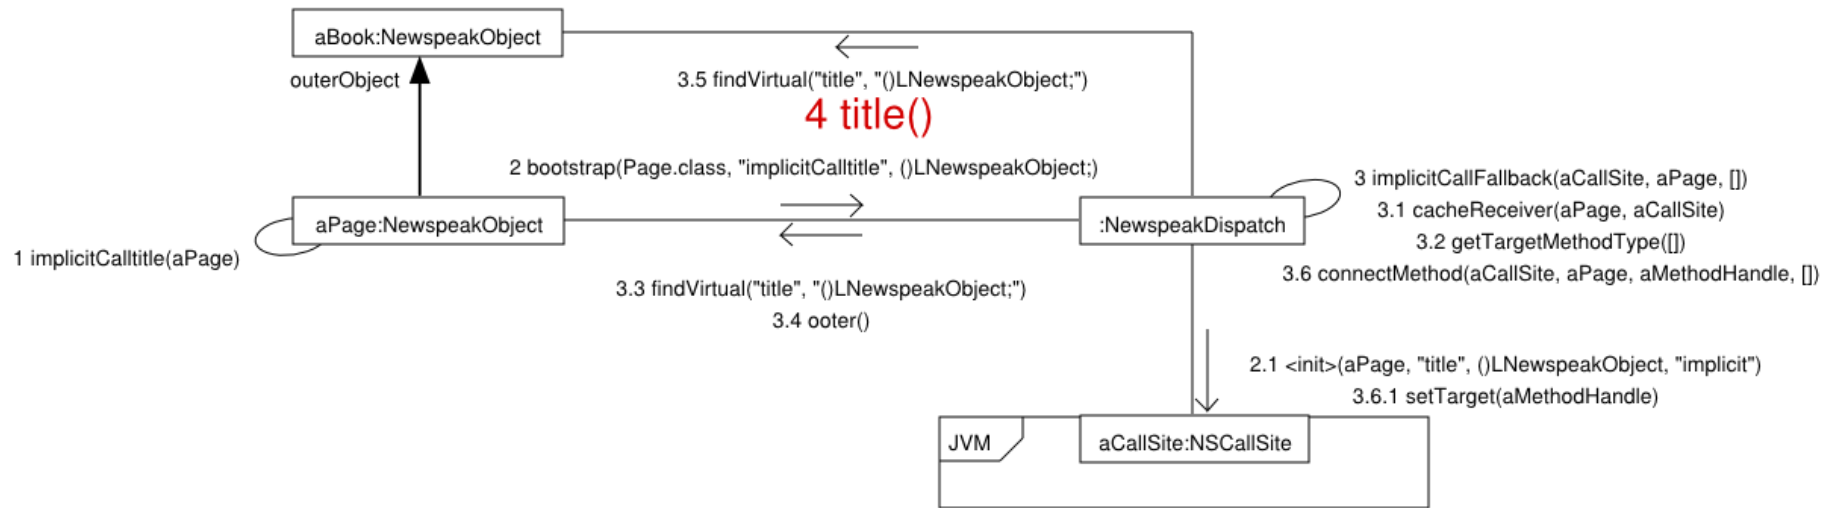 aBook:NewspeakObject
outerObject
3.5 findVirtual("title", "()LNewspeakObject;")
4 title()
2 bootstrap(Page.class, "implicitCalltitle", ()LNewspeakObject;)
aPage:NewspeakObject
:NewspeakDispatch
1 implicitCalltitle(aPage)
3 implicitCallFallback(aCallSite, aPage, [])
3.1 cacheReceiver(aPage, aCallSite)
3.2 getTargetMethodType([])
3.6 connectMethod(aCallSite, aPage, aMethodHandle, [])
3.3 findVirtual("title", "()LNewspeakObject;")
3.4 ooter()
2.1 <init>(aPage, "title", ()LNewspeakObject, "implicit")
3.6.1 setTarget(aMethodHandle)
JVM
aCallSite:NSCallSite